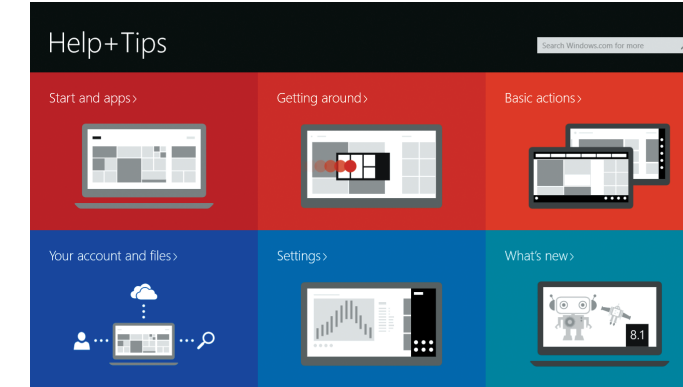 Help+Tips
Search Windows.com for more
Start and apps>
Getting around>
Basic actions>
Your account and files>
Settings>
What's new>
8.1